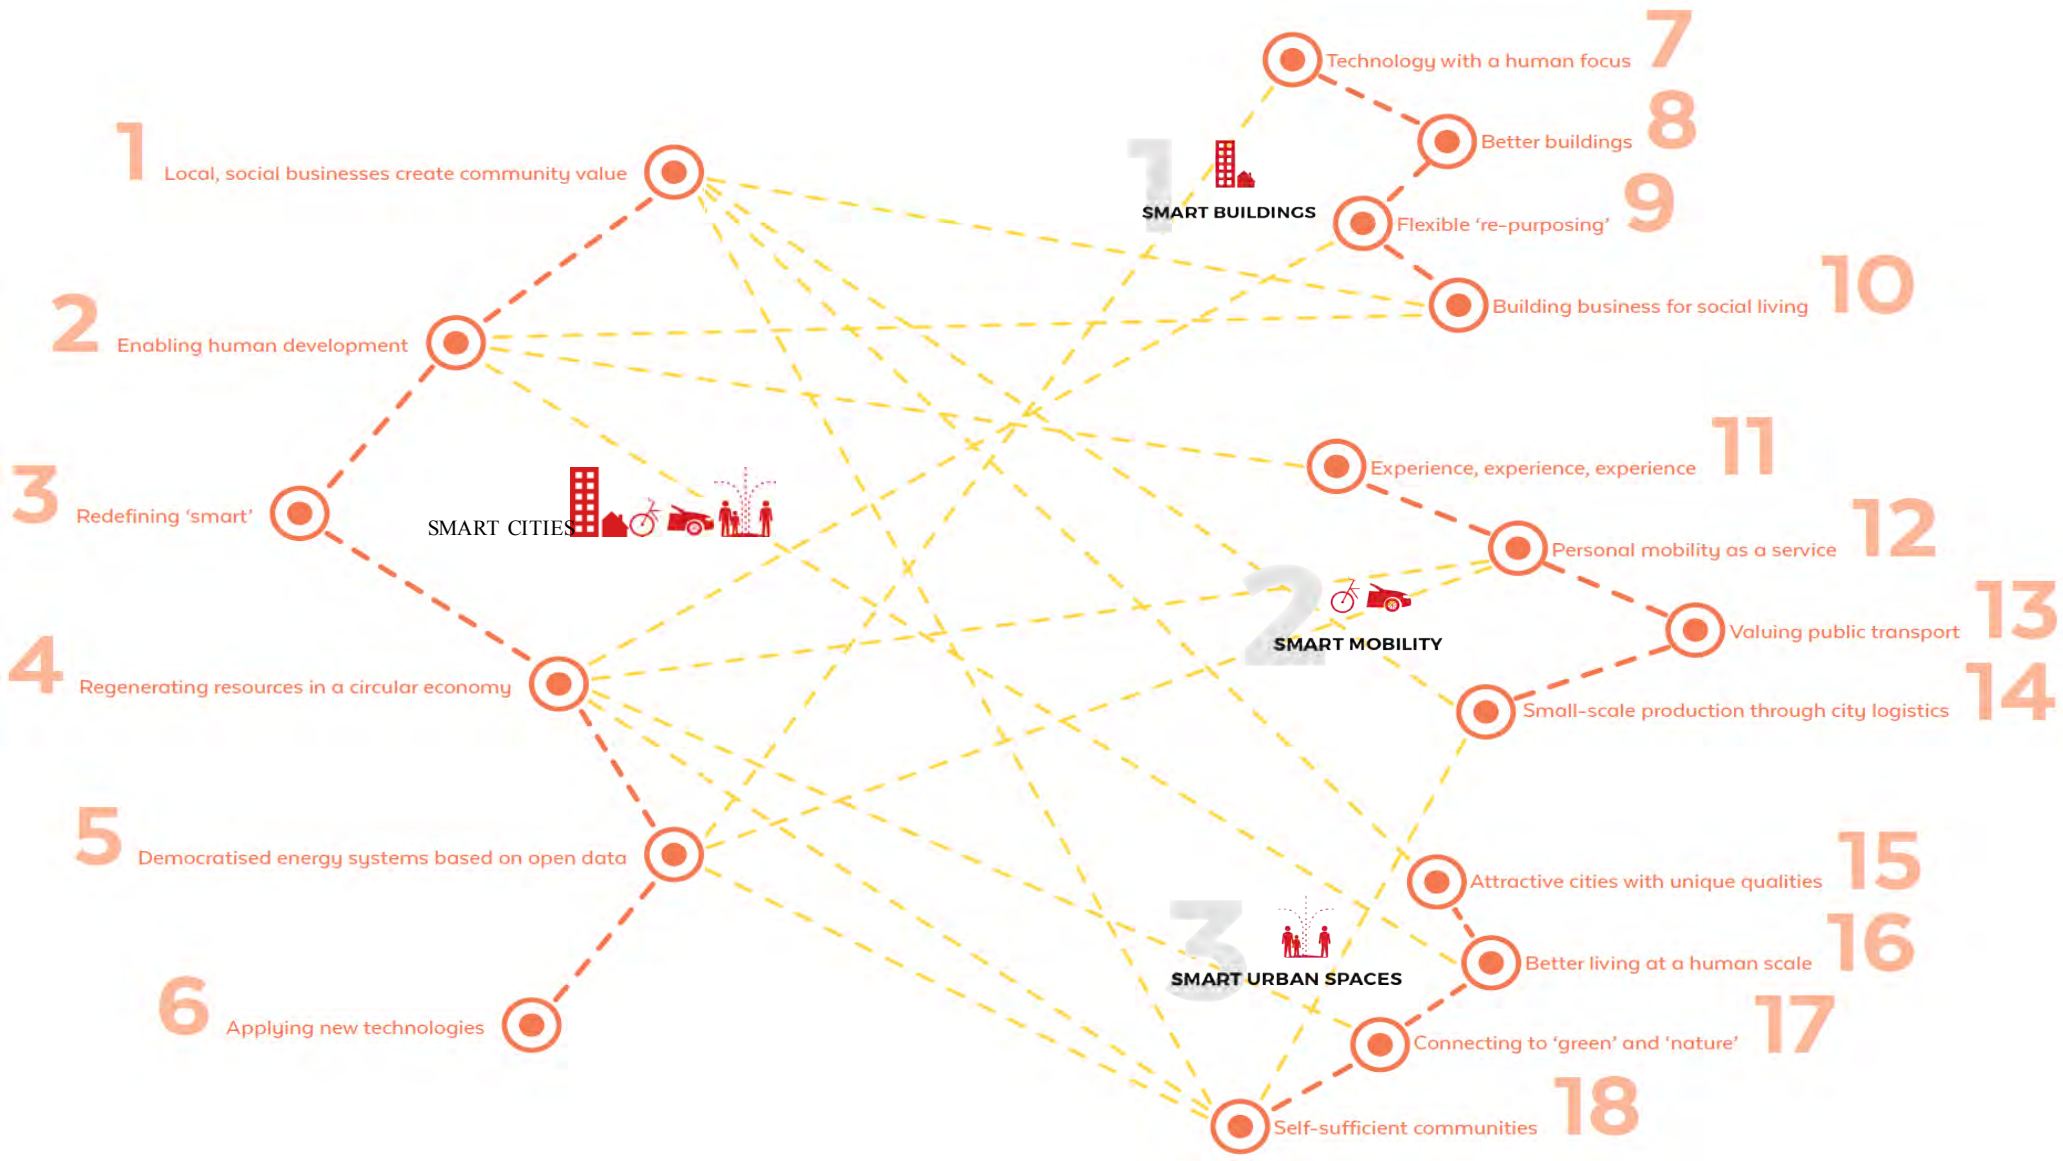 1
Local, social businesses create community value
2
Enabling human development
3
Redefining ‘smart’
SMART CITIES
4
Regenerating resources in a circular economy
5
Democratised energy systems based on open data
6
Applying new technologies
1
SMART BUILDINGS
Technology with a human focus 7
Better buildings 8
Flexible ‘re-purposing’ 9
Building business for social living 10
2
SMART MOBILITY
Experience, experience, experience 11
Personal mobility as a service 12
Valuing public transport 13
Small-scale production through city logistics 14
3
SMART URBAN SPACES
Attractive cities with unique qualities 15
Better living at a human scale 16
Connecting to ‘green’ and ‘nature’ 17
Self-sufficient communities 18